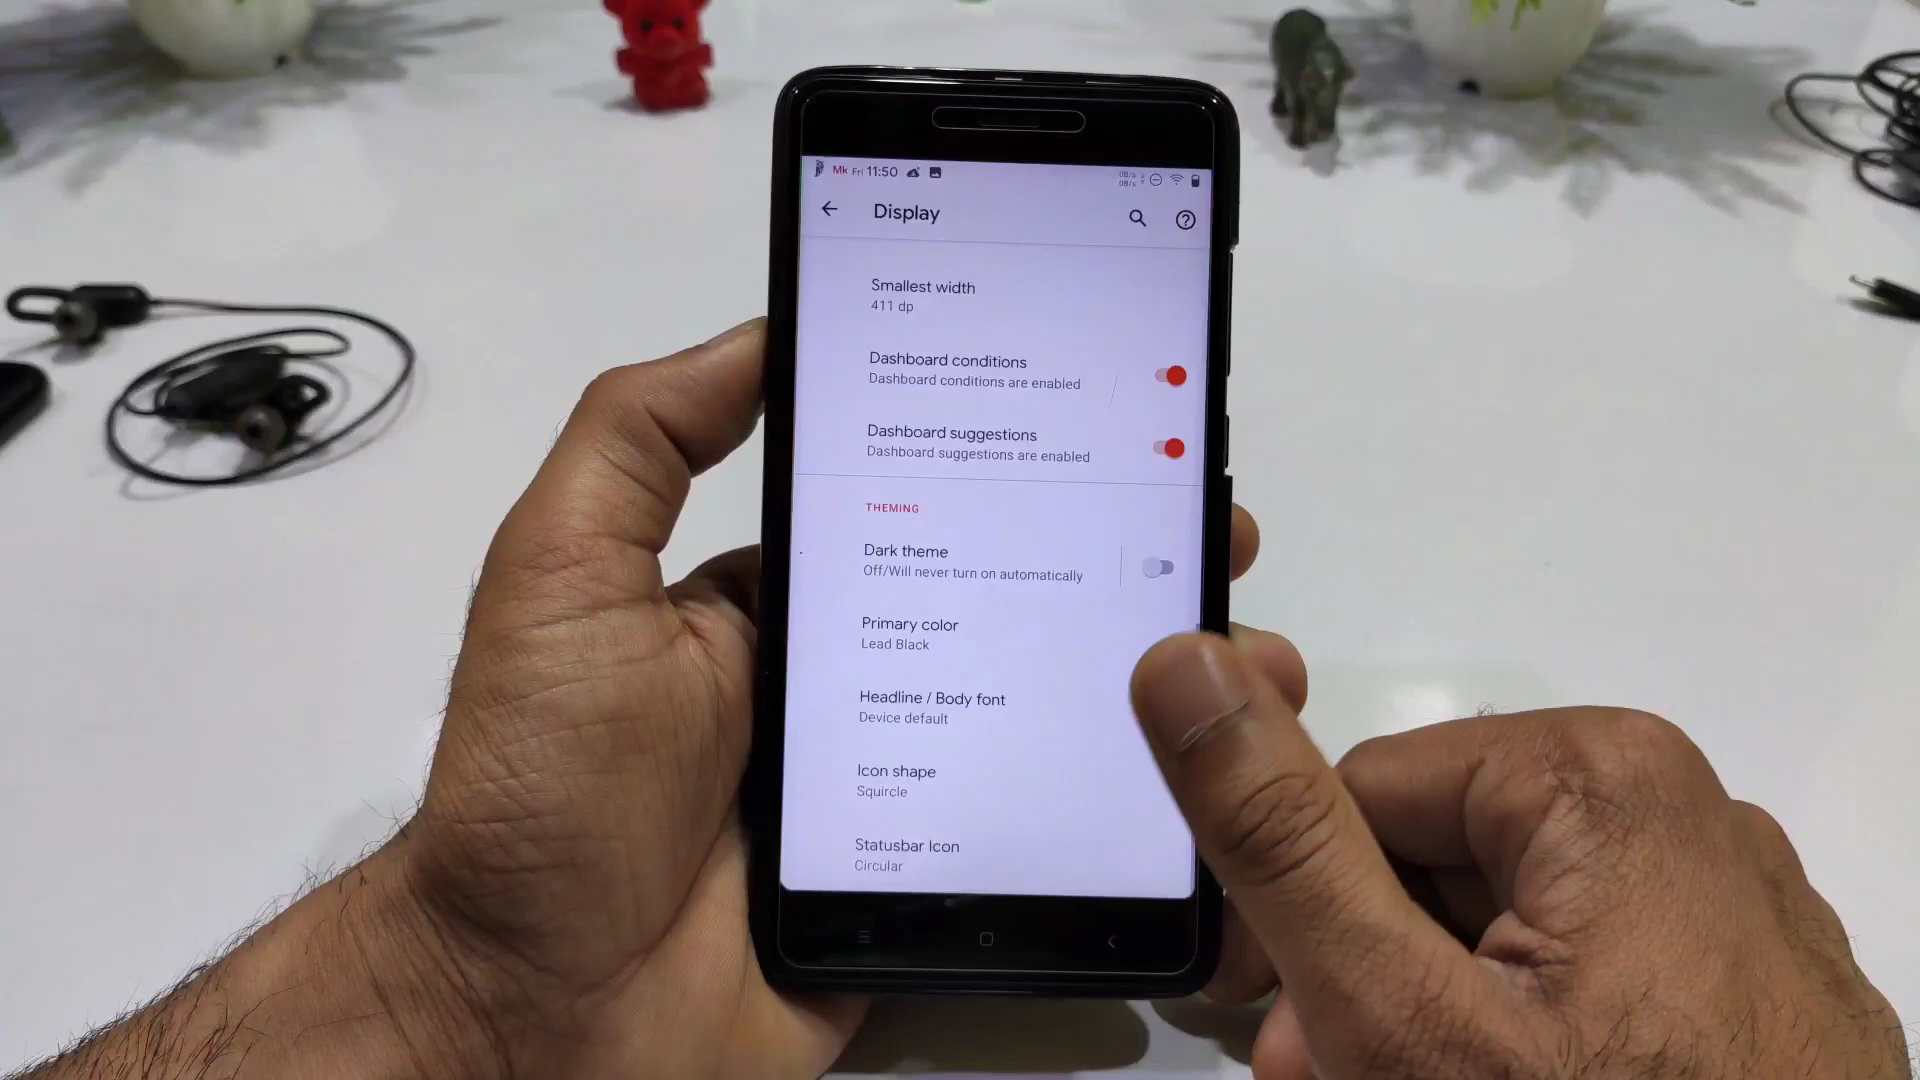 Mk Fri 11:50
0B/s
0B/s
Display
Smallest width
411 dp
Dashboard conditions
Dashboard conditions are enabled
Dashboard suggestions
Dashboard suggestions are enabled
THEMING
Dark theme
Off/Will never turn on automatically
Primary color
Lead Black
Headline / Body font
Device default
Icon shape
Squircle
Statusbar Icon
Circular